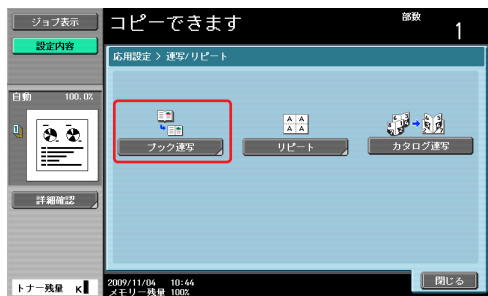 ジョブ表示
設定内容
コピーできます
部数
1
応用設定 > 連写/リピート
自動 100.0%
ブック連写
A A
A A
リピート
カタログ連写
詳細確認
トナー残量 K
2009/11/04 10:44
メモリー残量 100%
閉じる